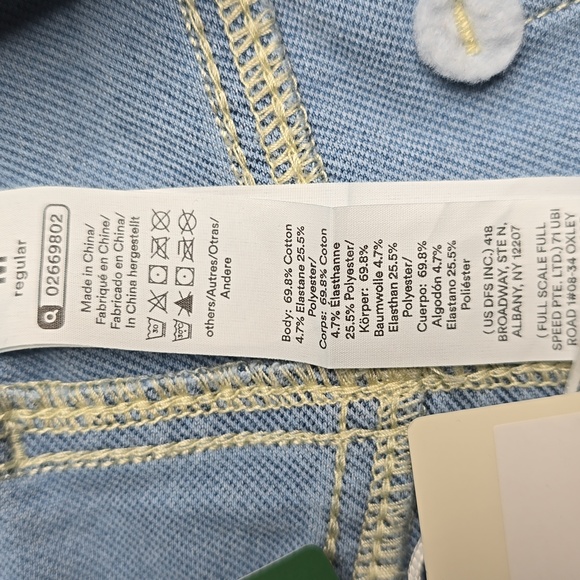 M
regular
02669802
Made in China/
Fabriqué en Chine/
Fabricado en China/
In China hergestellt
30
30°C
others/Autres/Otras/
Andere
Body: 69.8% Cotton
4.7% Elastane 25.5%
Polyester/
Corps: 69.8% Coton
4.7% Élasthanne
25.5% Polyester/
Körper: 69.8%
Baumwolle 4.7%
Elasthan 25.5%
Polyester/
Cuerpo: 69.8%
Algodón 4.7%
Elastano 25.5%
Poliéster
(US DFS INC.) 418
BROADWAY, STE N,
ALBANY, NY 12207
(FULL SCALE FULL
SPEED PTE. LTD.) 71 UBI
ROAD 1#08-34 OXLEY